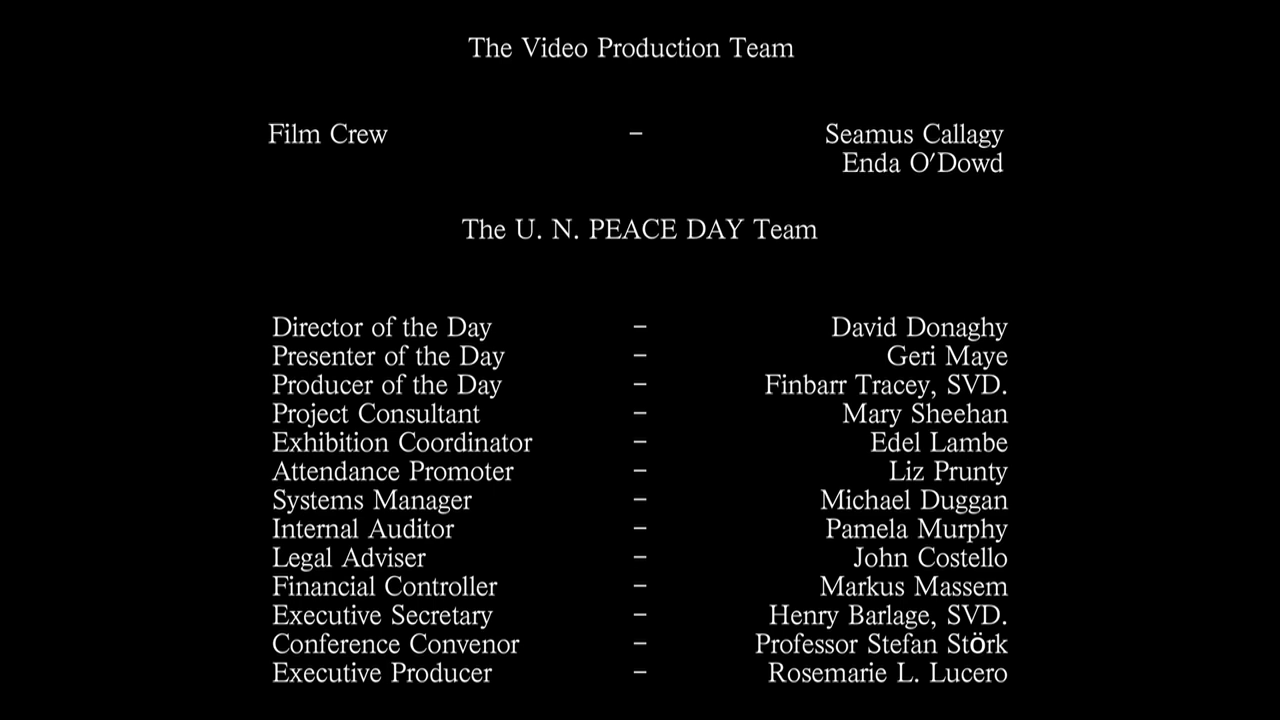 The Video Production Team
Film Crew – Seamus Callagy
Enda O'Dowd
The U. N. PEACE DAY Team
Director of the Day – David Donaghy
Presenter of the Day – Geri Maye
Producer of the Day – Finbarr Tracey, SVD.
Project Consultant – Mary Sheehan
Exhibition Coordinator – Edel Lambe
Attendance Promoter – Liz Prunty
Systems Manager – Michael Duggan
Internal Auditor – Pamela Murphy
Legal Adviser – John Costello
Financial Controller – Markus Massem
Executive Secretary – Henry Barlage, SVD.
Conference Convenor – Professor Stefan StÖrk
Executive Producer – Rosemarie L. Lucero